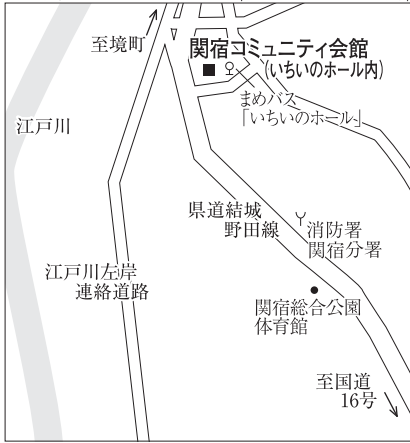 至境町
関宿コミュニティ会館
(いちいのホール内)
まめバス
「いちいのホール」
江戸川
県道結城
野田線
消防署
関宿分署
江戸川左岸
連絡道路
関宿総合公園
体育館
至国道
16号